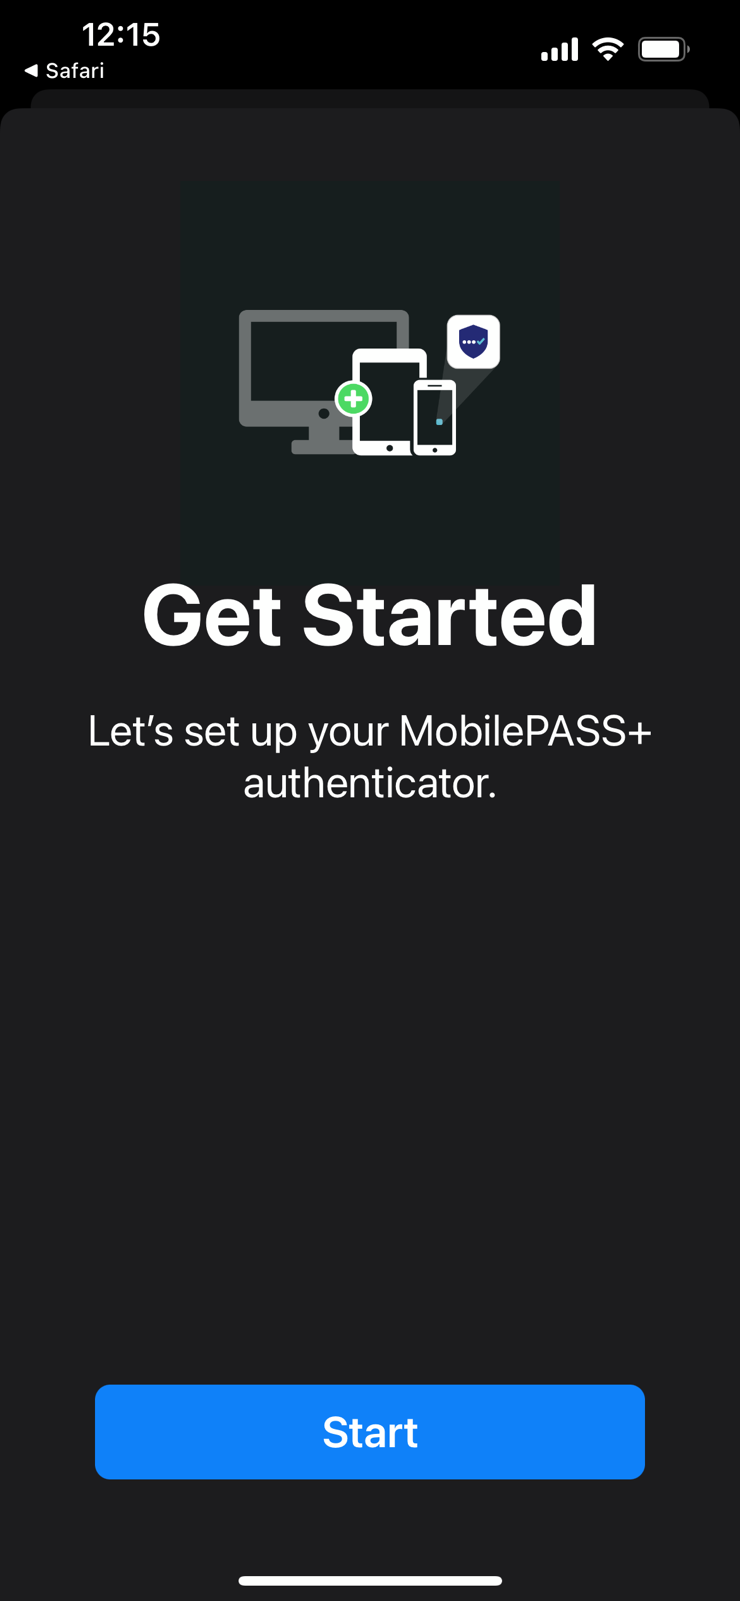 12:15
◀ Safari
Get Started
Let’s set up your MobilePASS+
authenticator.
Start